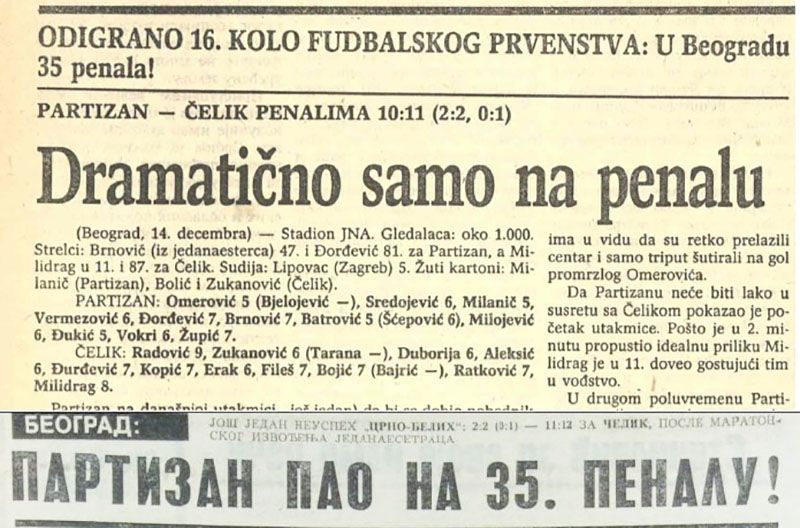 ODIGRANO 16. KOLO FUDBALSKOG PRVENSTVA: U Beogradu
35 penala!
PARTIZAN — ČELIK PENALIMA 10:11 (2:2, 0:1)
Dramatično samo na penalu
(Beograd, 14. decembra) — Stadion JNA. Gledalaca: oko 1.000.
Strelci: Brnović (iz jedanaesterca) 47. i Đorđević 81. za Partizan, a Mi-
lidrag u 11. i 87. za Čelik. Sudija: Lipovac (Zagreb) 5. Žuti kartoni: Mi-
lanič (Partizan), Bolić i Zukanović (Čelik).
PARTIZAN: Omerović 5 (Bjelojević —), Sredojević 6, Milanič 5,
Vermezović 6, Đorđević 7, Brnović 7, Batrović 5 (Šćepović 6), Milojević
6, Đukić 5, Vokri 6, Župić 7.
ČELIK: Radović 9, Zukanović 6 (Tarana —), Duborija 6, Aleksić
6, Đurđević 7, Kopić 7, Erak 6, Fileš 7, Bojić 7 (Bajrić —), Ratković 7,
Milidrag 8.
Partizan na današnjoj utakmici još jedan
ima u vidu da su retko prelazili
centar i samo triput šutirali na gol
promrzlog Omerovića.
Da Partizanu neće biti lako u
susretu sa Čelikom pokazao je po-
četak utakmice. Pošto je u 2. mi-
nutu propustio idealnu priliku Mi-
lidrag je u 11. doveo gostujući tim
u vođstvo.
U drugom poluvremenu Parti-
БЕОГРАД:
ЈОШ ЈЕДАН НЕУСПЕХ „ЦРНО-БЕЛИХ“: 2:2 (0:1) — 11:12 ЗА ЧЕЛИК, ПОСЛЕ МАРАТОН-
СКОГ ИЗВОЂЕЊА ЈЕДАНАЕСТЕРАЦА
ПАРТИЗАН ПАО НА 35. ПЕНАЛУ!